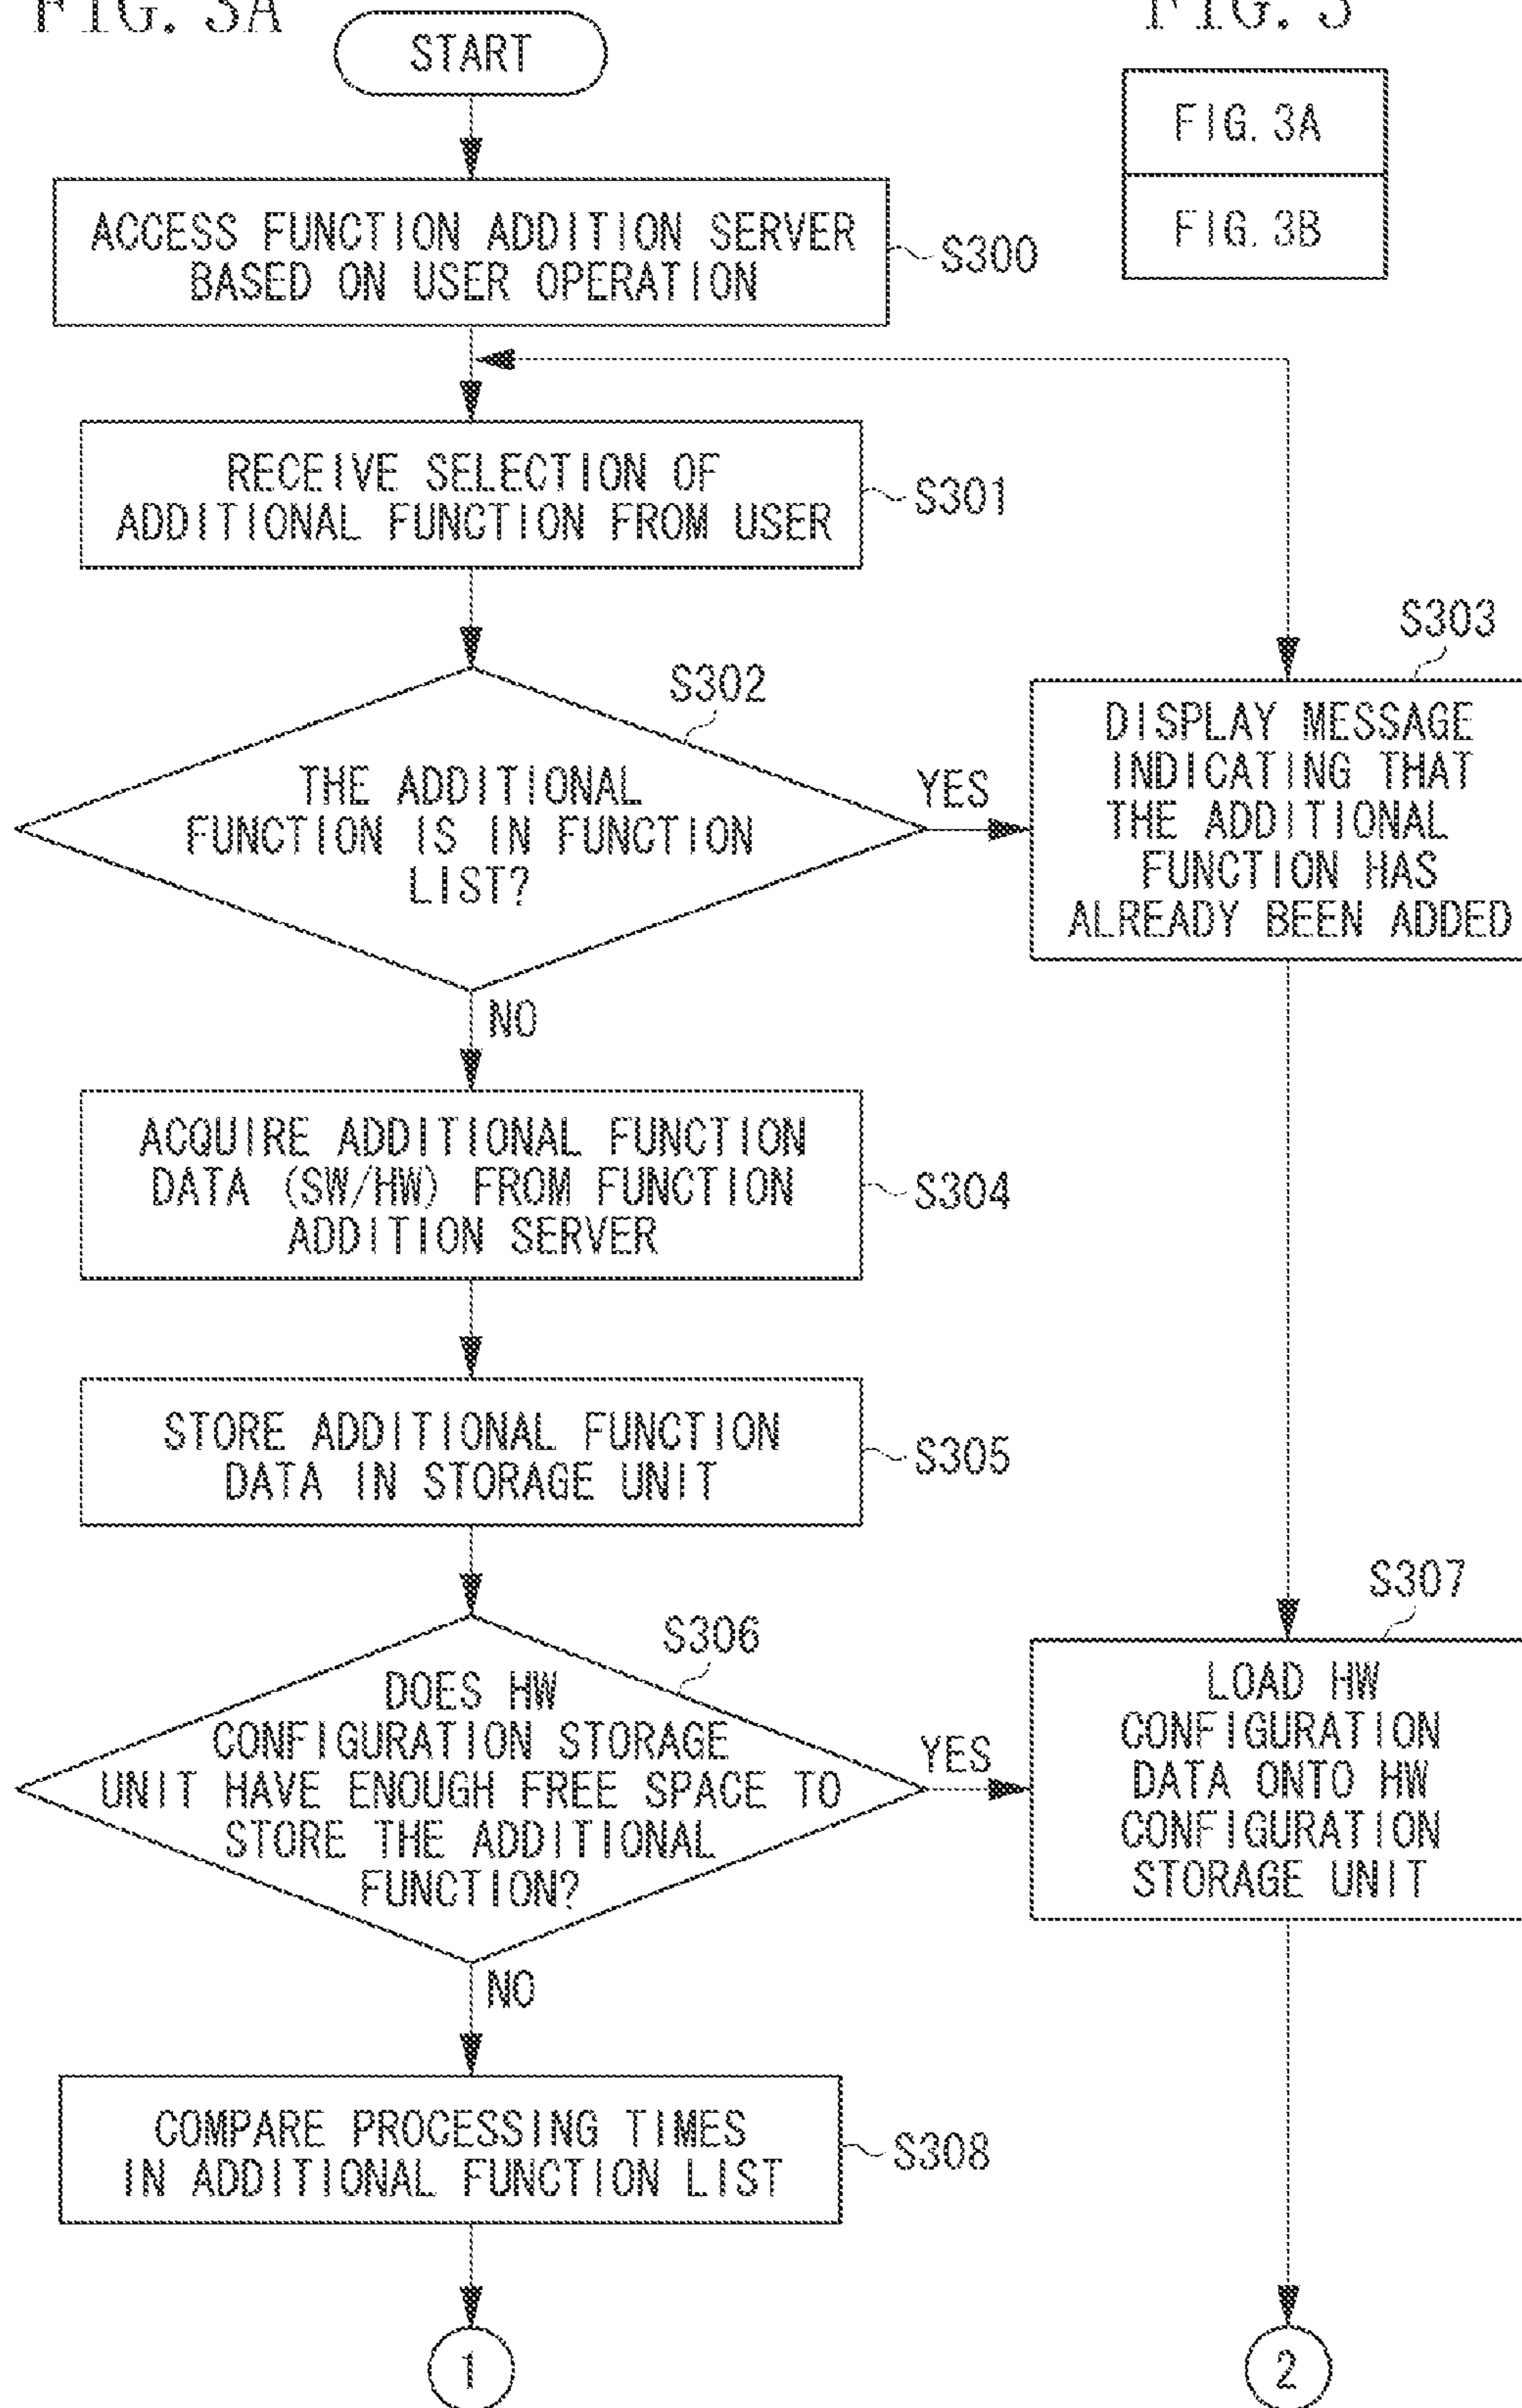 FIG. 3A
FIG. 3
START
FIG. 3A
FIG. 3B
ACCESS FUNCTION ADDITION SERVER
BASED ON USER OPERATION
S300
RECEIVE SELECTION OF
ADDITIONAL FUNCTION FROM USER
S301
S302
THE ADDITIONAL
FUNCTION IS IN FUNCTION
LIST?
YES
NO
S303
DISPLAY MESSAGE
INDICATING THAT
THE ADDITIONAL
FUNCTION HAS
ALREADY BEEN ADDED
ACQUIRE ADDITIONAL FUNCTION
DATA (SW/HW) FROM FUNCTION
ADDITION SERVER
S304
STORE ADDITIONAL FUNCTION
DATA IN STORAGE UNIT
S305
S306
DOES HW
CONFIGURATION STORAGE
UNIT HAVE ENOUGH FREE SPACE TO
STORE THE ADDITIONAL
FUNCTION?
YES
NO
S307
LOAD HW
CONFIGURATION
DATA ONTO HW
CONFIGURATION
STORAGE UNIT
COMPARE PROCESSING TIMES
IN ADDITIONAL FUNCTION LIST
S308
1
2